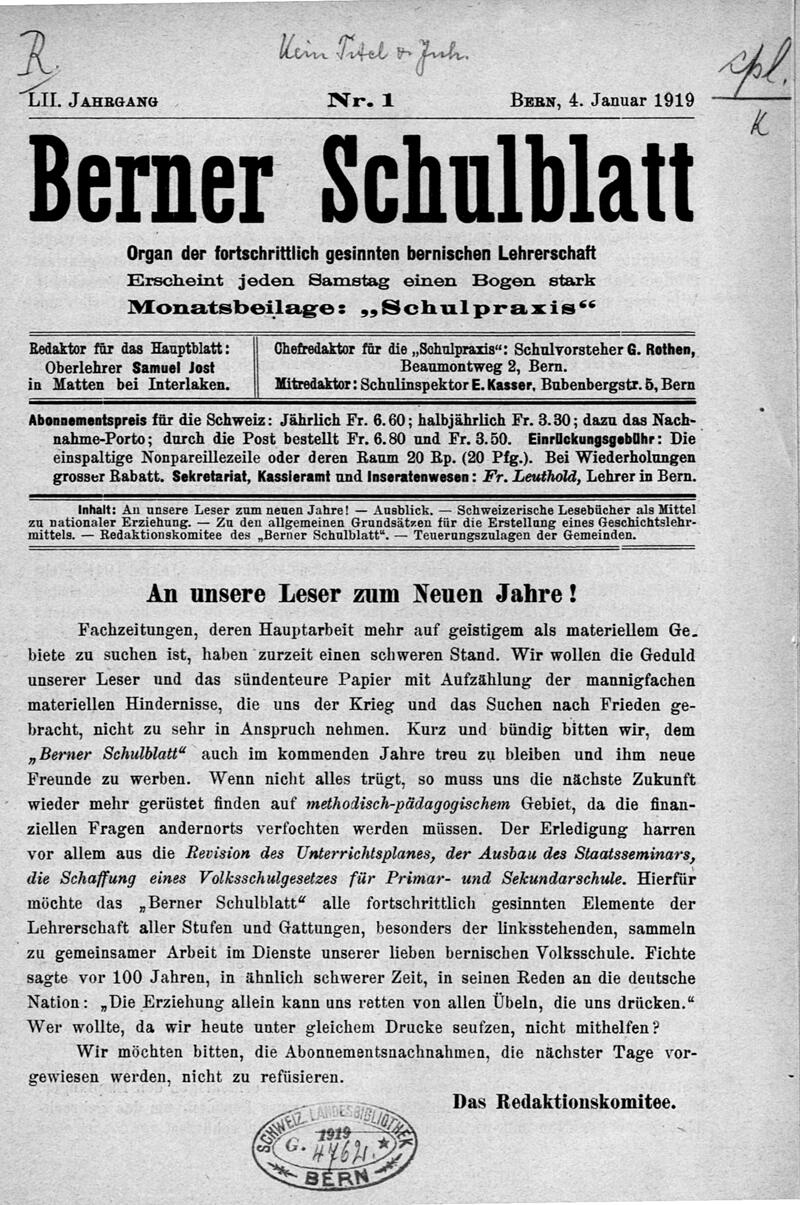 R.
Kein Titel & Inh.
cpl.
K
LII. JAHRGANG Nr. 1 BERN, 4. Januar 1919
Berner Schulblatt
Organ der fortschrittlich gesinnten bernischen Lehrerschaft
Erscheint jeden Samstag einen Bogen stark
Monatsbeilage: „Schulpraxis“
Redaktor für das Hauptblatt:
Oberlehrer Samuel Jost
in Matten bei Interlaken.
Chefredaktor für die „Schulpraxis“: Schulvorsteher G. Rothen,
Beaumontweg 2, Bern.
Mitredaktor: Schulinspektor E. Kasser, Bubenbergstr. 5, Bern
Abonnementspreis für die Schweiz: Jährlich Fr. 6.60; halbjährlich Fr. 3.30; dazu das Nach-
nahme-Porto; durch die Post bestellt Fr. 6.80 und Fr. 3.50. Einrückungsgebühr: Die
einspaltige Nonpareillezeile oder deren Raum 20 Rp. (20 Pfg.). Bei Wiederholungen
grosser Rabatt. Sekretariat, Kassieramt und Inseratenwesen: Fr. Leuthold, Lehrer in Bern.
Inhalt: An unsere Leser zum neuen Jahre! — Ausblick. — Schweizerische Lesebücher als Mittel
zu nationaler Erziehung. — Zu den allgemeinen Grundsätzen für die Erstellung eines Geschichtslehr-
mittels. — Redaktionskomitee des „Berner Schulblatt“. — Teuerungszulagen der Gemeinden.
An unsere Leser zum Neuen Jahre!
Fachzeitungen, deren Hauptarbeit mehr auf geistigem als materiellem Ge-
biete zu suchen ist, haben zurzeit einen schweren Stand. Wir wollen die Geduld
unserer Leser und das sündenteure Papier mit Aufzählung der mannigfachen
materiellen Hindernisse, die uns der Krieg und das Suchen nach Frieden ge-
bracht, nicht zu sehr in Anspruch nehmen. Kurz und bündig bitten wir, dem
„Berner Schulblatt“ auch im kommenden Jahre treu zu bleiben und ihm neue
Freunde zu werben. Wenn nicht alles trügt, so muss uns die nächste Zukunft
wieder mehr gerüstet finden auf methodisch-pädagogischem Gebiet, da die finan-
ziellen Fragen andernorts verfochten werden müssen. Der Erledigung harren
vor allem aus die Revision des Unterrichtsplanes, der Ausbau des Staatsseminars,
die Schaffung eines Volksschulgesetzes für Primar- und Sekundarschule. Hierfür
möchte das „Berner Schulblatt“ alle fortschrittlich gesinnten Elemente der
Lehrerschaft aller Stufen und Gattungen, besonders der linksstehenden, sammeln
zu gemeinsamer Arbeit im Dienste unserer lieben bernischen Volksschule. Fichte
sagte vor 100 Jahren, in ähnlich schwerer Zeit, in seinen Reden an die deutsche
Nation: „Die Erziehung allein kann uns retten von allen Übeln, die uns drücken.“
Wer wollte, da wir heute unter gleichem Drucke seufzen, nicht mithelfen?
Wir möchten bitten, die Abonnementsnachnahmen, die nächster Tage vor-
gewiesen werden, nicht zu refüsieren.
Das Redaktionskomitee.
SCHWEIZ. LANDESBIBLIOTHEK
1919
G. 47621
BERN